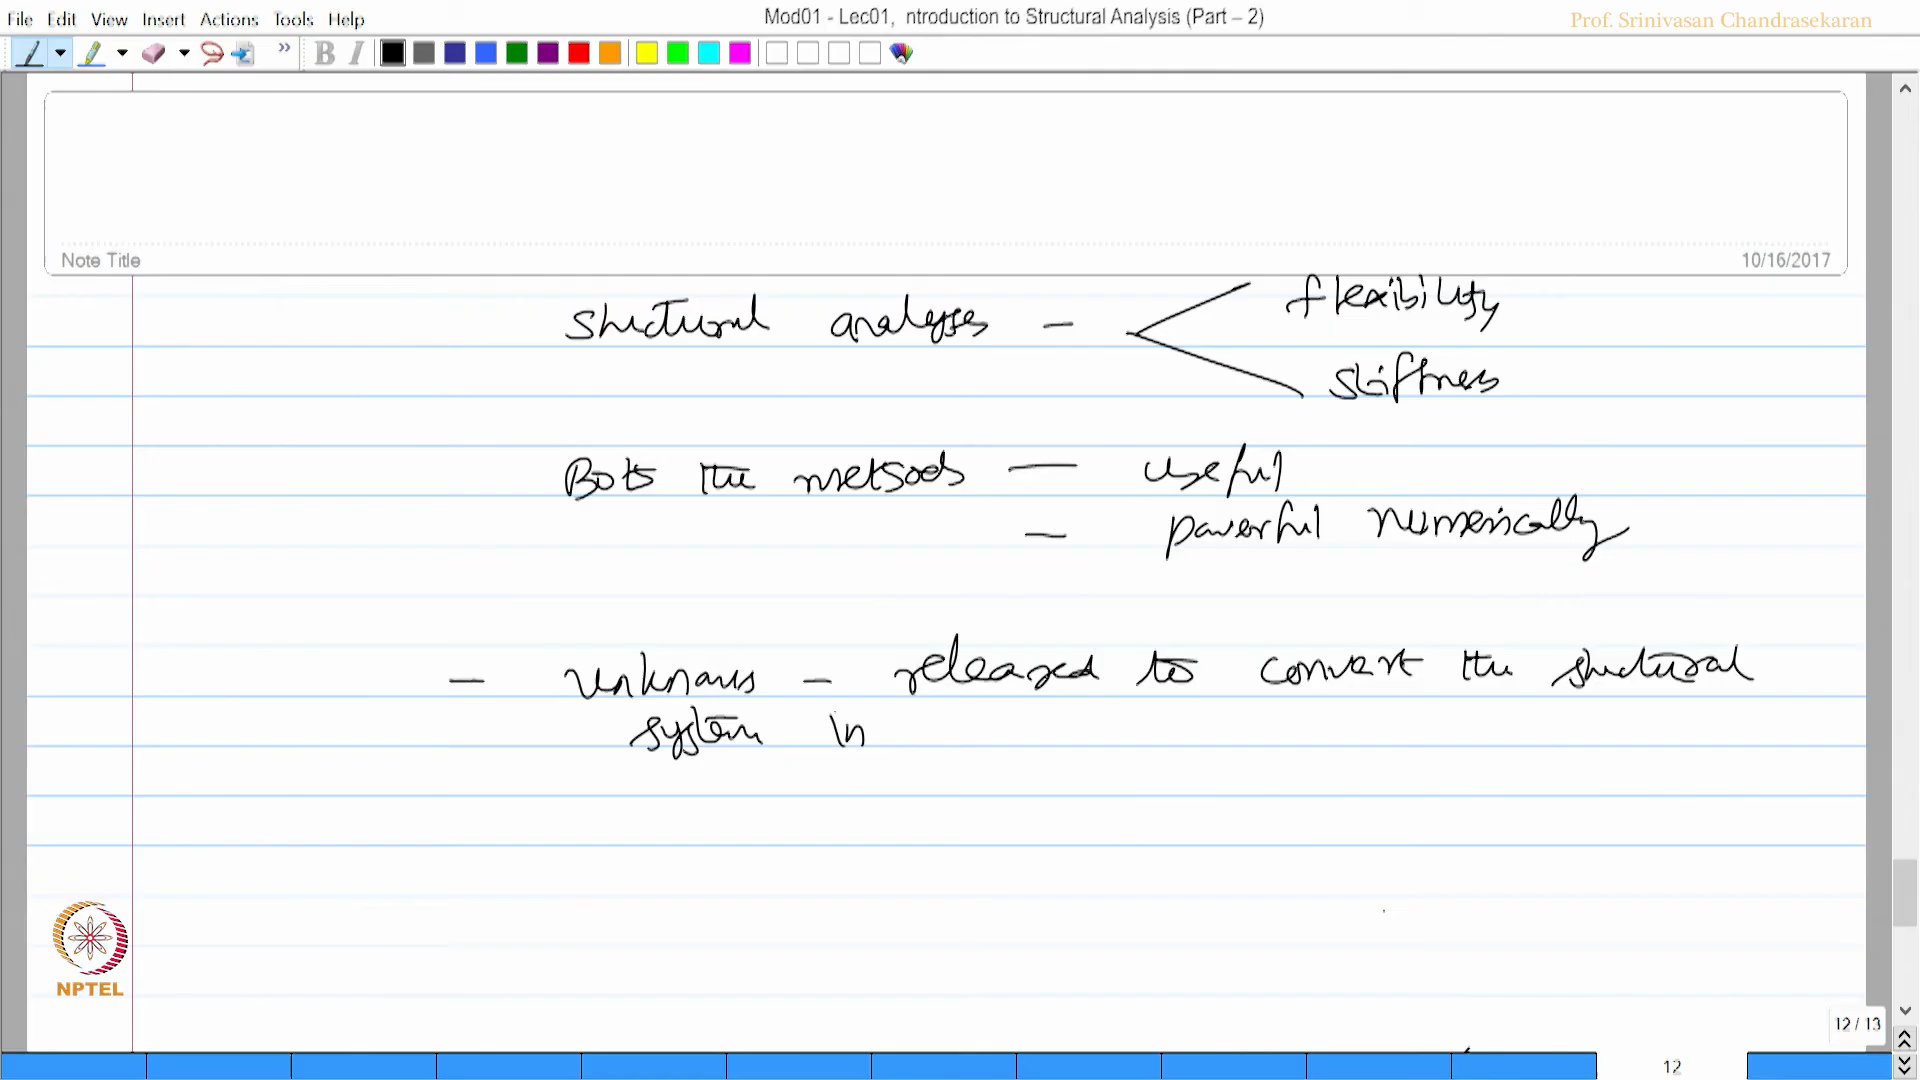 File Edit View Insert Actions Tools Help
Mod01 - Lec01, ntroduction to Structural Analysis (Part – 2)
Prof. Srinivasan Chandrasekaran
B I
Note Title
10/16/2017
Structural analyses - flexibility
stiffness
Both the methods — useful
— powerful numerically
— unknowns - released to convert the structural
system in
NPTEL
12 / 13
12